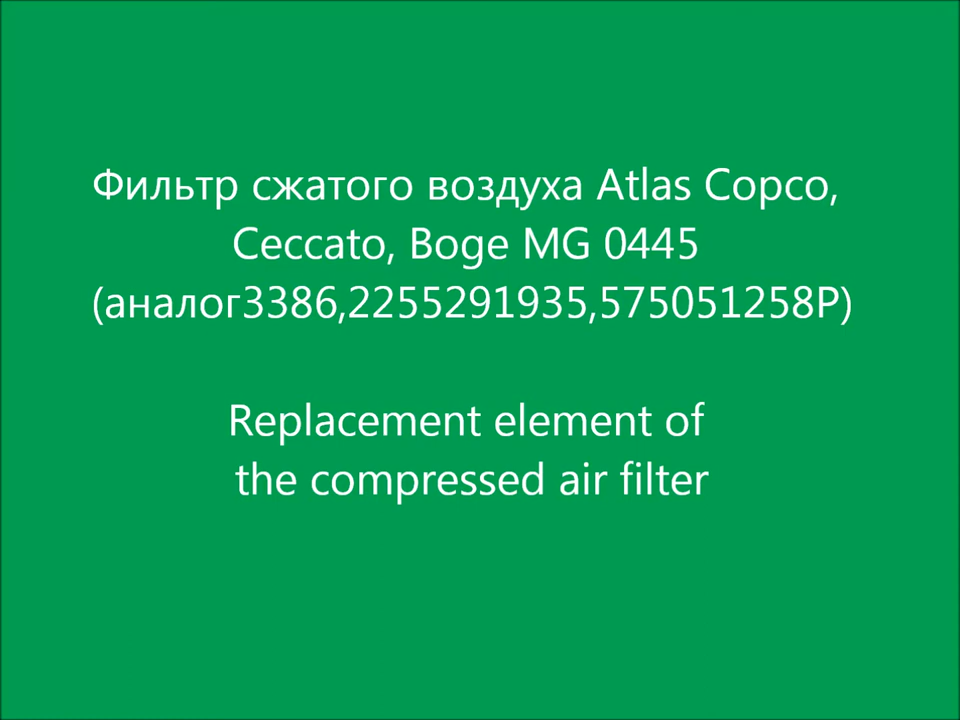 Фильтр сжатого воздуха Atlas Copco,
Ceccato, Boge MG 0445
(аналог3386,2255291935,575051258P)
Replacement element of
the compressed air filter